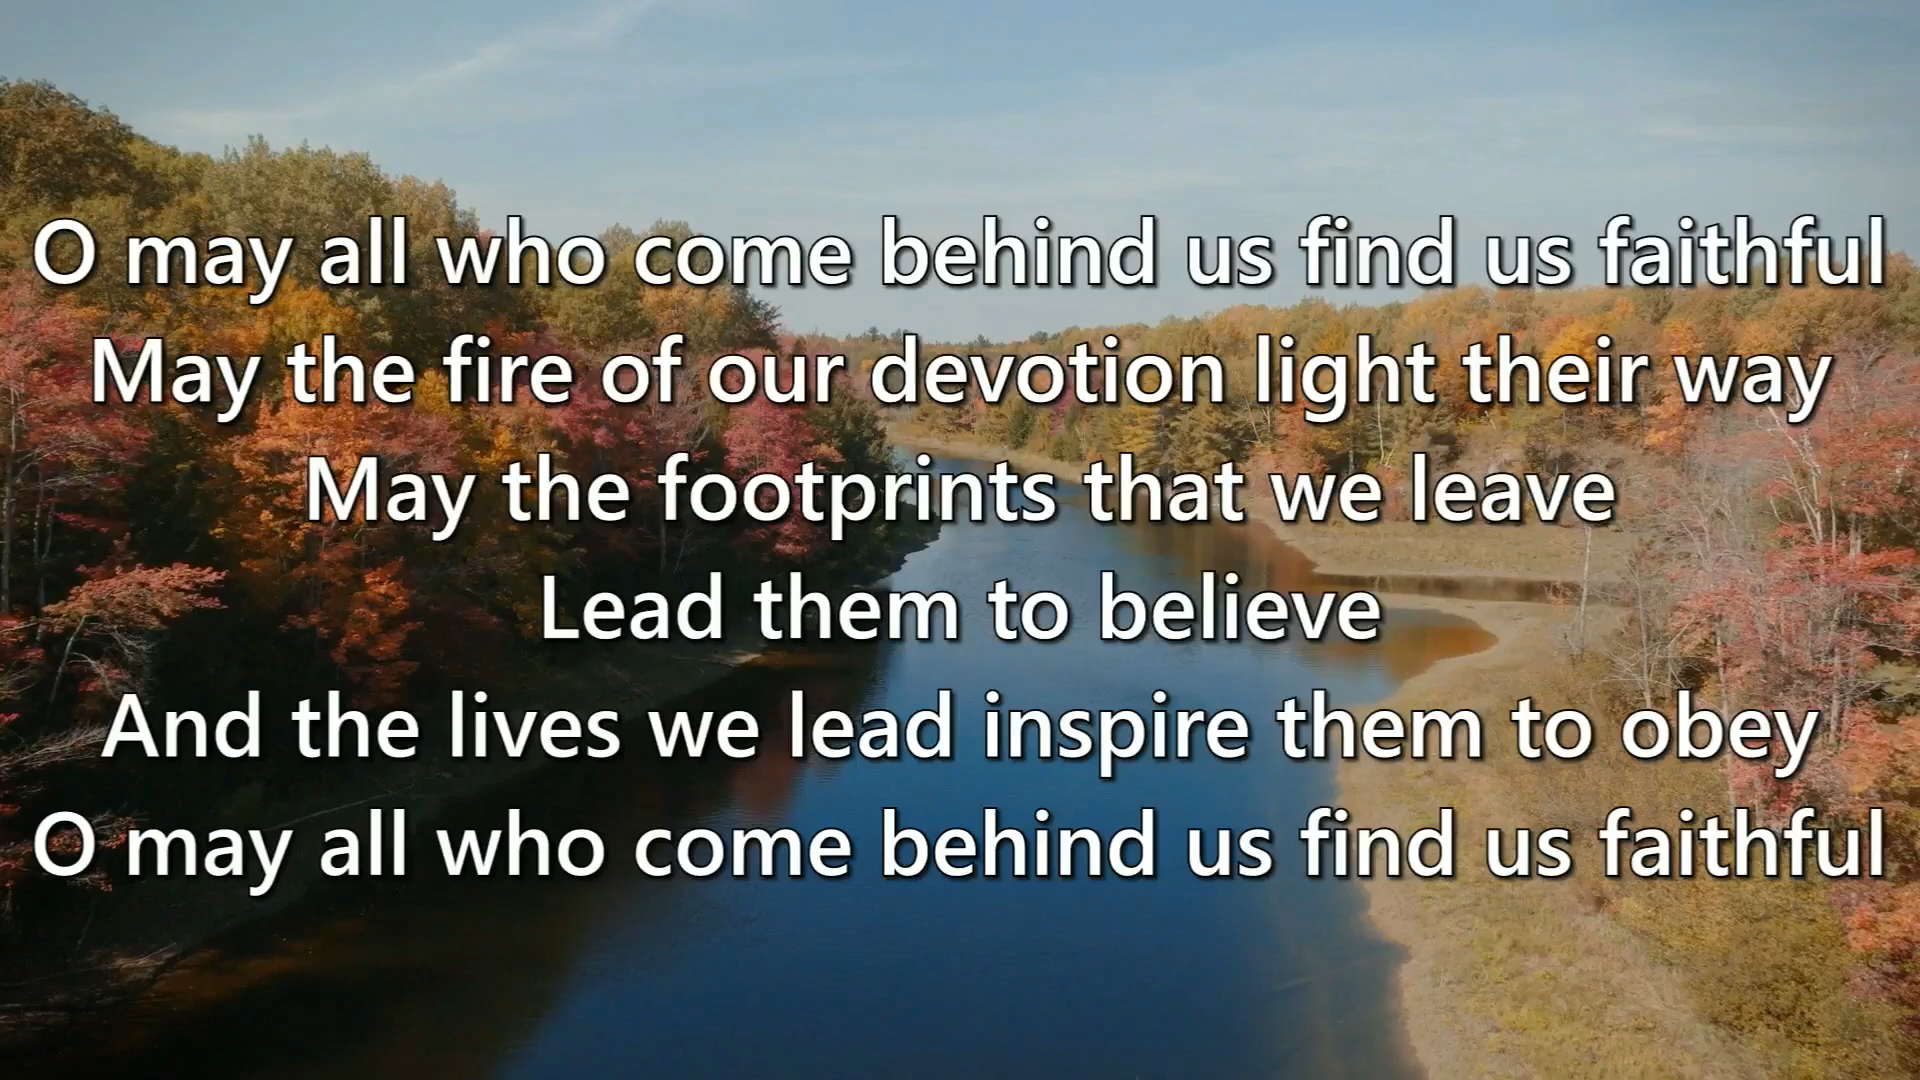 O may all who come behind us find us faithful
May the fire of our devotion light their way
May the footprints that we leave
Lead them to believe
And the lives we lead inspire them to obey
O may all who come behind us find us faithful